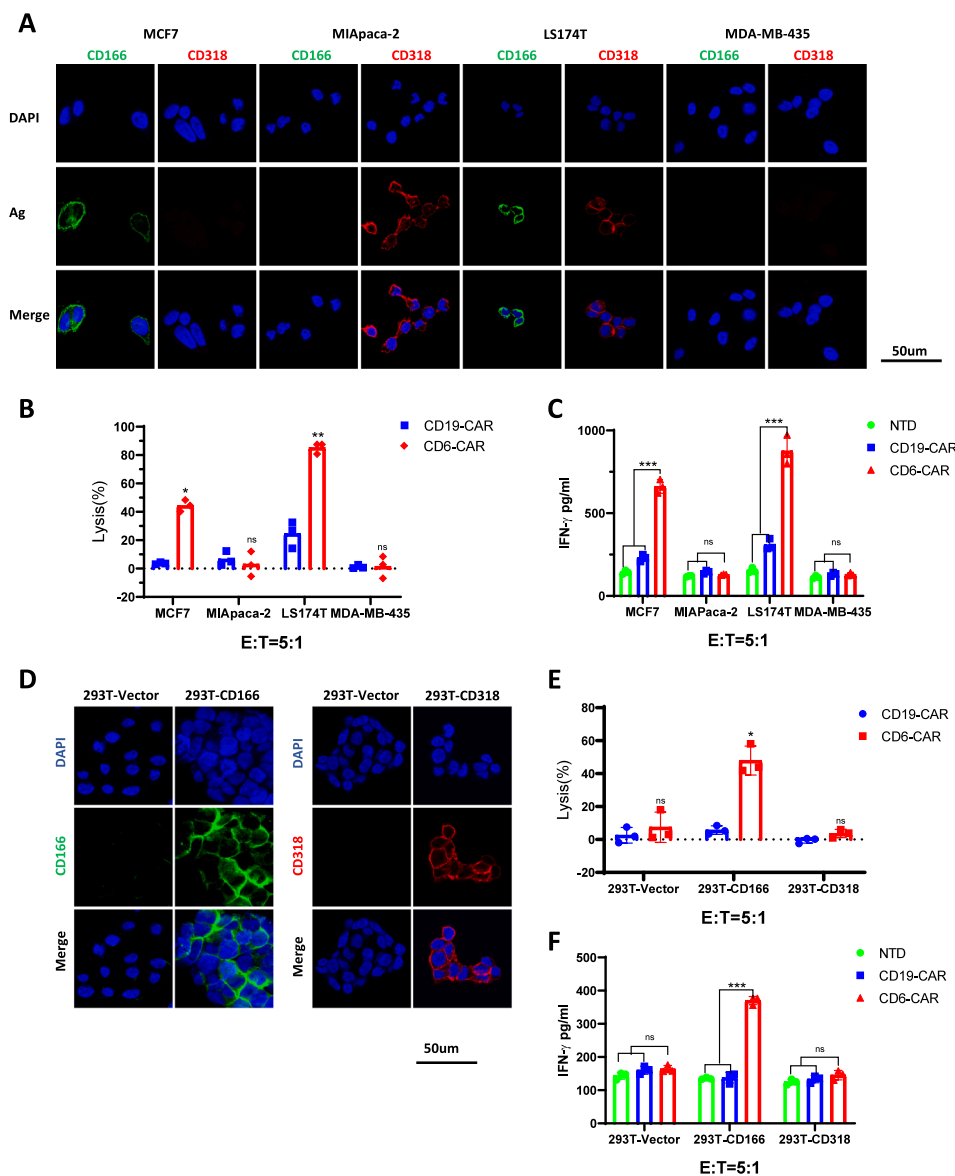 A
MCF7 MIApaca-2 LS174T MDA-MB-435
CD166 CD318 CD166 CD318 CD166 CD318 CD166 CD318
DAPI
Ag
Merge
50um
B
Lysis(%)
100
80
60
40
20
0
-20
*
ns
**
ns
CD19-CAR
CD6-CAR
MCF7 MIApaca-2 LS174T MDA-MB-435
E:T=5:1
C
IFN-γ pg/ml
1000
750
500
250
0
***
ns
***
ns
NTD
CD19-CAR
CD6-CAR
MCF7 MIApaca-2 LS174T MDA-MB-435
E:T=5:1
D
293T-Vector 293T-CD166 293T-Vector 293T-CD318
DAPI
CD166
Merge
DAPI
CD318
Merge
50um
E
Lysis(%)
80
60
40
20
0
-20
ns
*
ns
CD19-CAR
CD6-CAR
293T-Vector 293T-CD166 293T-CD318
E:T=5:1
F
IFN-γ pg/ml
500
400
300
200
100
0
ns
***
ns
NTD
CD19-CAR
CD6-CAR
293T-Vector 293T-CD166 293T-CD318
E:T=5:1